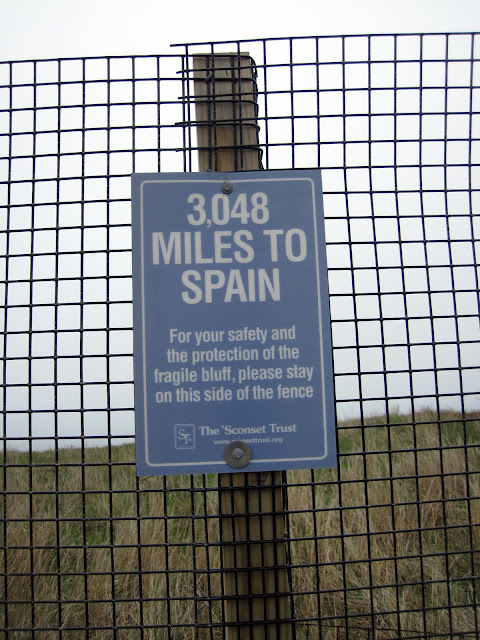 3,048
MILES TO
SPAIN
For your safety and
the protection of the
fragile bluff, please stay
on this side of the fence
ST
The 'Sconset Trust